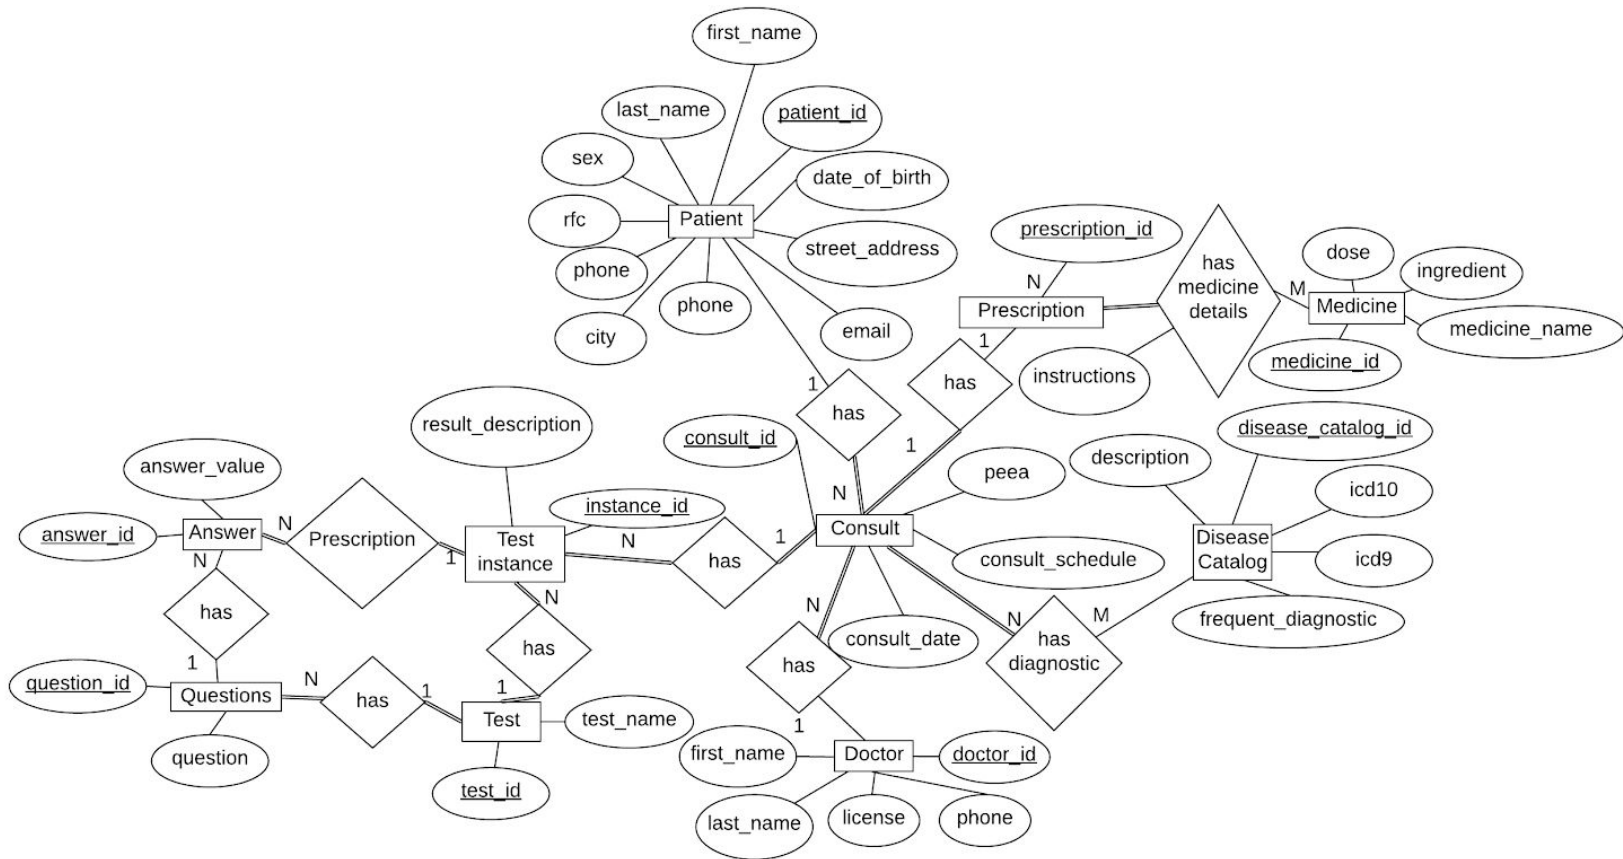 first_name
last_name
patient_id
sex
date_of_birth
rfc
Patient
street_address
phone
phone
city
email
prescription_id
N
Prescription
1
has
medicine
details
M
dose
ingredient
Medicine
medicine_name
medicine_id
instructions
has
1
1
has
N
result_description
consult_id
peea
disease_catalog_id
description
icd10
Disease
Catalog
icd9
frequent_diagnostic
answer_value
answer_id
Answer
N
Prescription
1
Test
instance
instance_id
N
has
1
Consult
consult_schedule
consult_date
N
has
diagnostic
M
N
has
1
N
has
1
N
has
1
question_id
Questions
N
has
1
Test
test_name
question
test_id
first_name
Doctor
doctor_id
last_name
license
phone